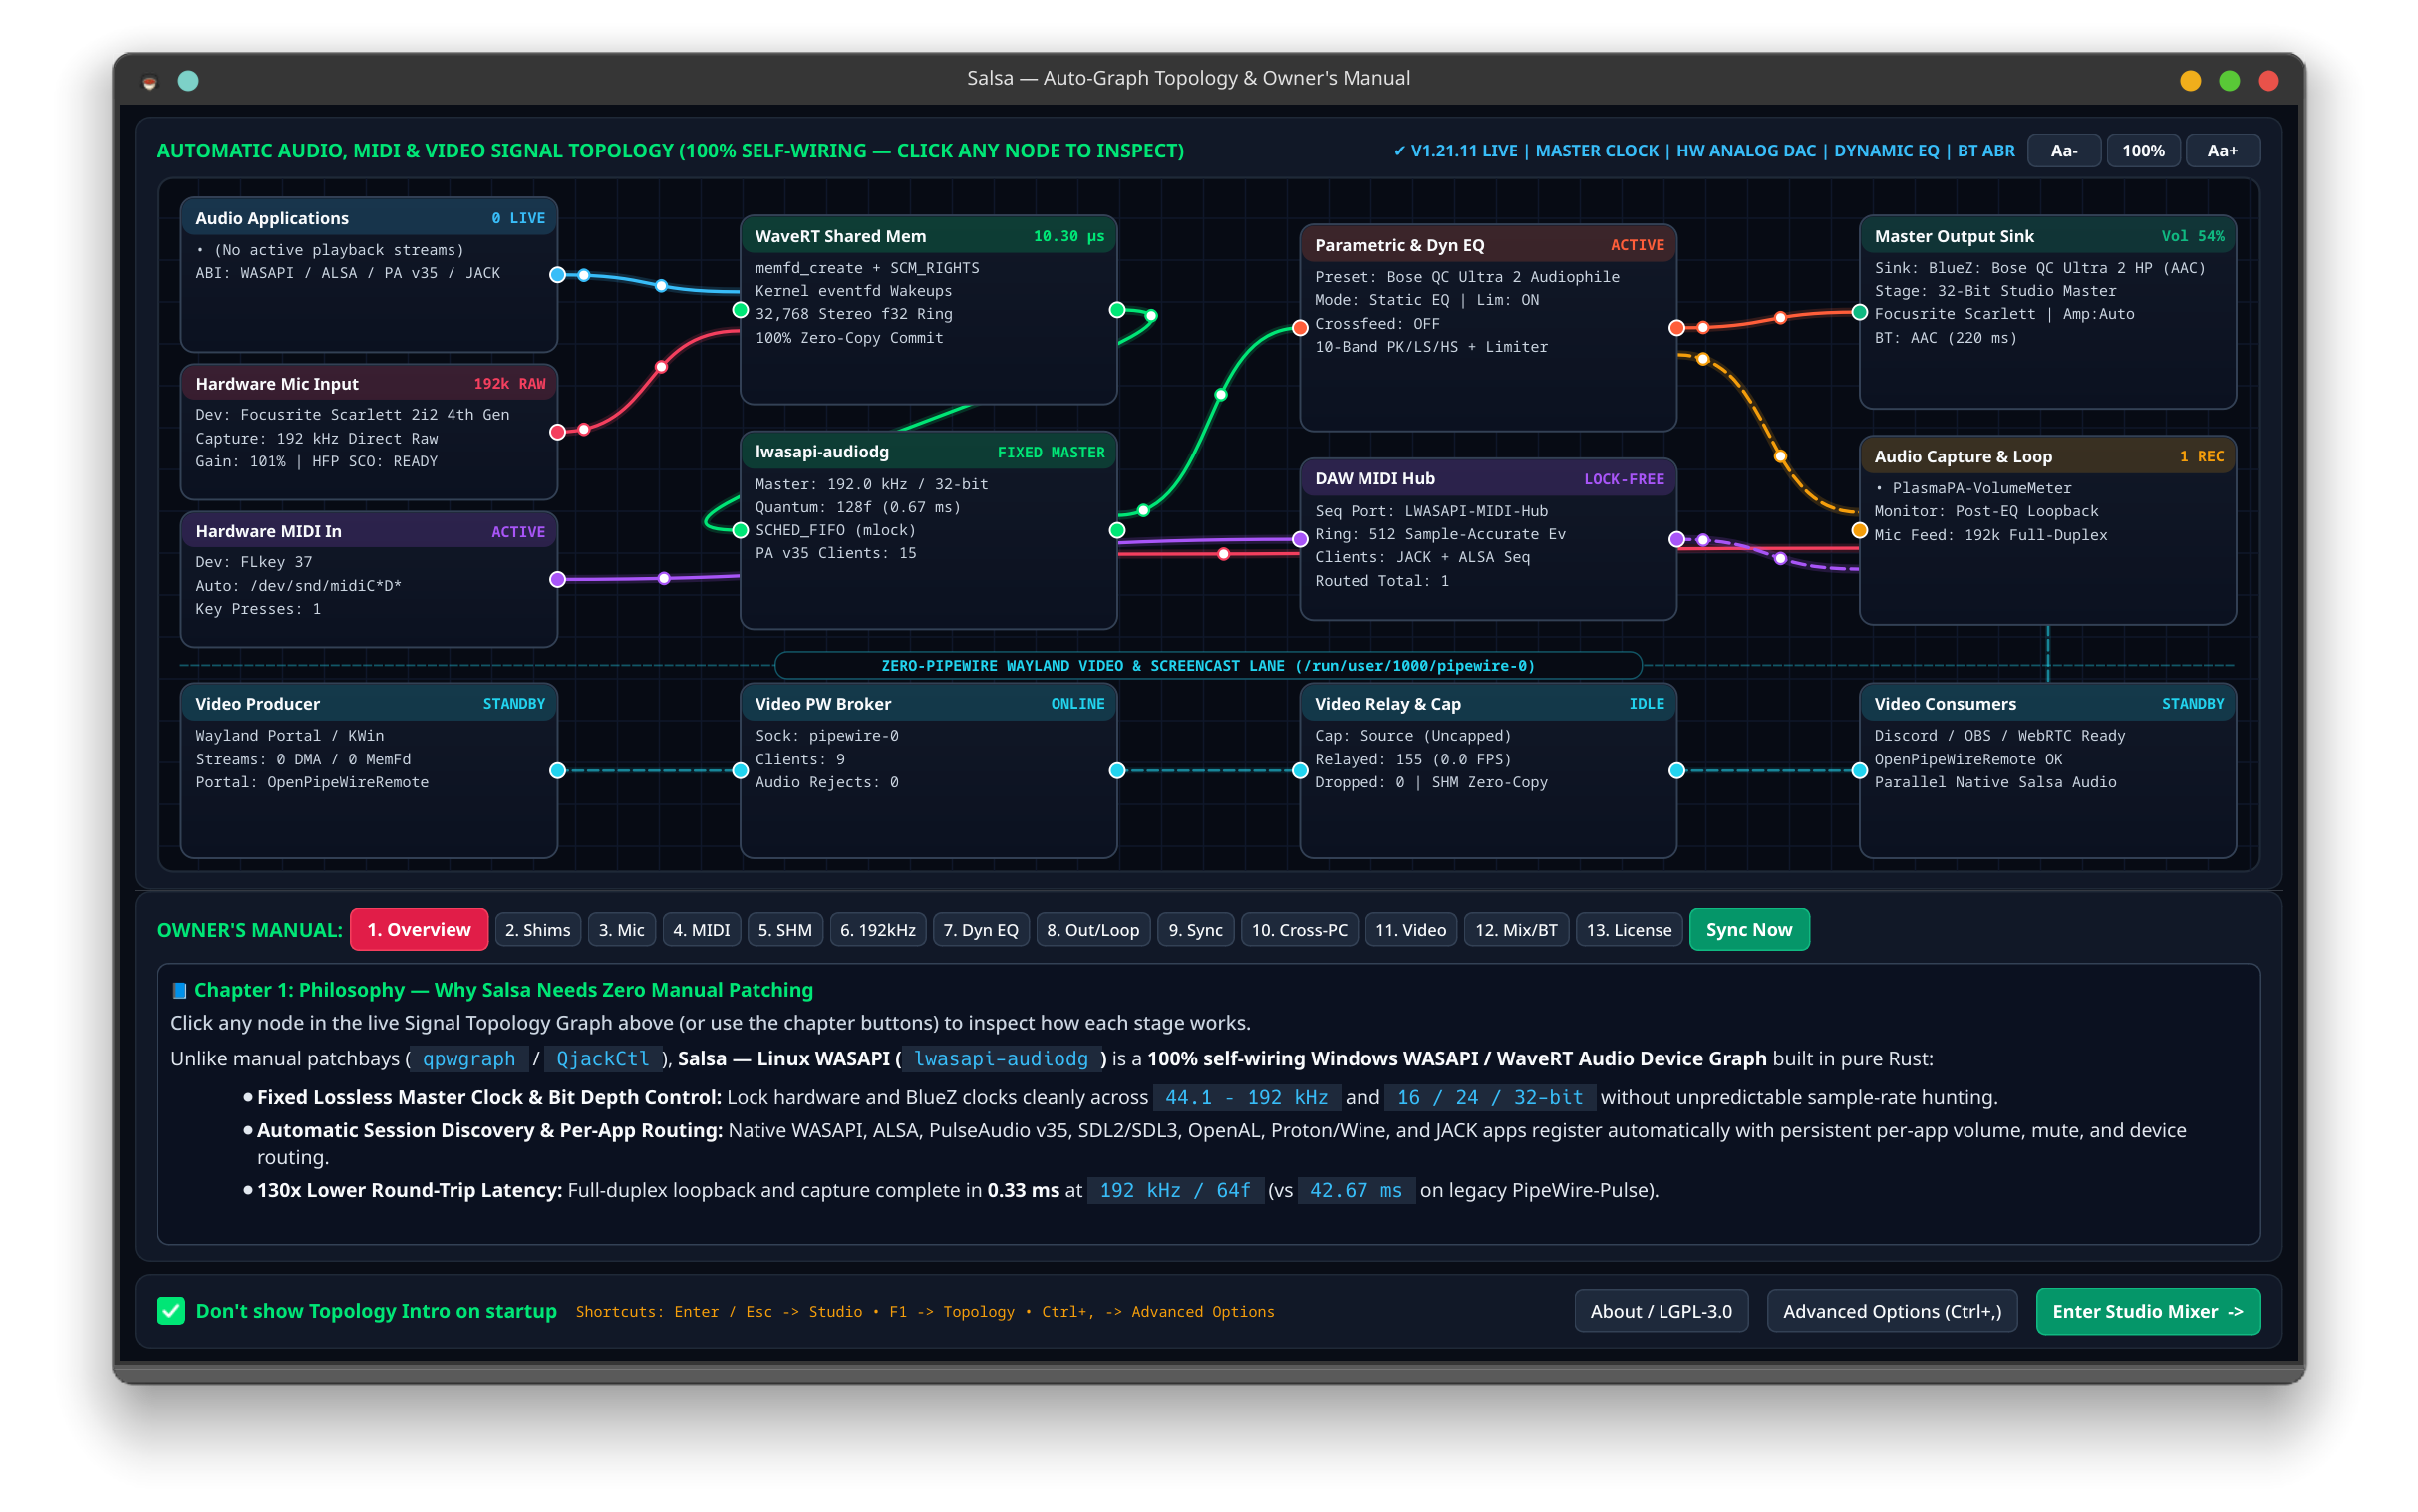 Salsa — Auto-Graph Topology & Owner's Manual
AUTOMATIC AUDIO, MIDI & VIDEO SIGNAL TOPOLOGY (100% SELF-WIRING — CLICK ANY NODE TO INSPECT)
✔ V1.21.11 LIVE | MASTER CLOCK | HW ANALOG DAC | DYNAMIC EQ | BT ABR
Aa-
100%
Aa+
Audio Applications
0 LIVE
• (No active playback streams)
ABI: WASAPI / ALSA / PA v35 / JACK
Hardware Mic Input
192k RAW
Dev: Focusrite Scarlett 2i2 4th Gen
Capture: 192 kHz Direct Raw
Gain: 101% | HFP SCO: READY
Hardware MIDI In
ACTIVE
Dev: FLkey 37
Auto: /dev/snd/midiC*D*
Key Presses: 1
WaveRT Shared Mem
10.30 µs
memfd_create + SCM_RIGHTS
Kernel eventfd Wakeups
32,768 Stereo f32 Ring
100% Zero-Copy Commit
lwasapi-audiodg
FIXED MASTER
Master: 192.0 kHz / 32-bit
Quantum: 128f (0.67 ms)
SCHED_FIFO (mlock)
PA v35 Clients: 15
Parametric & Dyn EQ
ACTIVE
Preset: Bose QC Ultra 2 Audiophile
Mode: Static EQ | Lim: ON
Crossfeed: OFF
10-Band PK/LS/HS + Limiter
DAW MIDI Hub
LOCK-FREE
Seq Port: LWASAPI-MIDI-Hub
Ring: 512 Sample-Accurate Ev
Clients: JACK + ALSA Seq
Routed Total: 1
Master Output Sink
Vol 54%
Sink: BlueZ: Bose QC Ultra 2 HP (AAC)
Stage: 32-Bit Studio Master
Focusrite Scarlett | Amp:Auto
BT: AAC (220 ms)
Audio Capture & Loop
1 REC
• PlasmaPA-VolumeMeter
Monitor: Post-EQ Loopback
Mic Feed: 192k Full-Duplex
ZERO-PIPEWIRE WAYLAND VIDEO & SCREENCAST LANE (/run/user/1000/pipewire-0)
Video Producer
STANDBY
Wayland Portal / KWin
Streams: 0 DMA / 0 MemFd
Portal: OpenPipeWireRemote
Video PW Broker
ONLINE
Sock: pipewire-0
Clients: 9
Audio Rejects: 0
Video Relay & Cap
IDLE
Cap: Source (Uncapped)
Relayed: 155 (0.0 FPS)
Dropped: 0 | SHM Zero-Copy
Video Consumers
STANDBY
Discord / OBS / WebRTC Ready
OpenPipeWireRemote OK
Parallel Native Salsa Audio
OWNER'S MANUAL:
1. Overview
2. Shims
3. Mic
4. MIDI
5. SHM
6. 192kHz
7. Dyn EQ
8. Out/Loop
9. Sync
10. Cross-PC
11. Video
12. Mix/BT
13. License
Sync Now
📘 Chapter 1: Philosophy — Why Salsa Needs Zero Manual Patching
Click any node in the live Signal Topology Graph above (or use the chapter buttons) to inspect how each stage works.
Unlike manual patchbays ( qpwgraph / QjackCtl ), Salsa — Linux WASAPI ( lwasapi-audiodg ) is a 100% self-wiring Windows WASAPI / WaveRT Audio Device Graph built in pure Rust:
● Fixed Lossless Master Clock & Bit Depth Control: Lock hardware and BlueZ clocks cleanly across 44.1 - 192 kHz and 16 / 24 / 32-bit without unpredictable sample-rate hunting.
● Automatic Session Discovery & Per-App Routing: Native WASAPI, ALSA, PulseAudio v35, SDL2/SDL3, OpenAL, Proton/Wine, and JACK apps register automatically with persistent per-app volume, mute, and device
routing.
● 130x Lower Round-Trip Latency: Full-duplex loopback and capture complete in 0.33 ms at 192 kHz / 64f (vs 42.67 ms on legacy PipeWire-Pulse).
Don't show Topology Intro on startup
Shortcuts: Enter / Esc -> Studio • F1 -> Topology • Ctrl+, -> Advanced Options
About / LGPL-3.0
Advanced Options (Ctrl+,)
Enter Studio Mixer ->